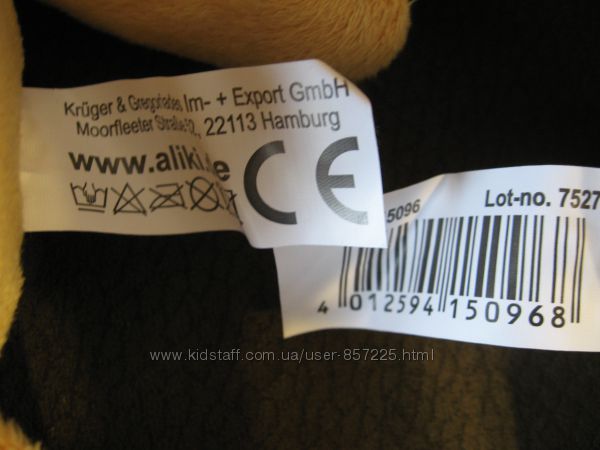 Krüger & Gregoriades Im- + Export GmbH
Moorfleeter Straße 2, 22113 Hamburg
www.aliki.de
CE
5096
Lot-no. 7527
4 012594 150968
www.kidstaff.com.ua/user-857225.html